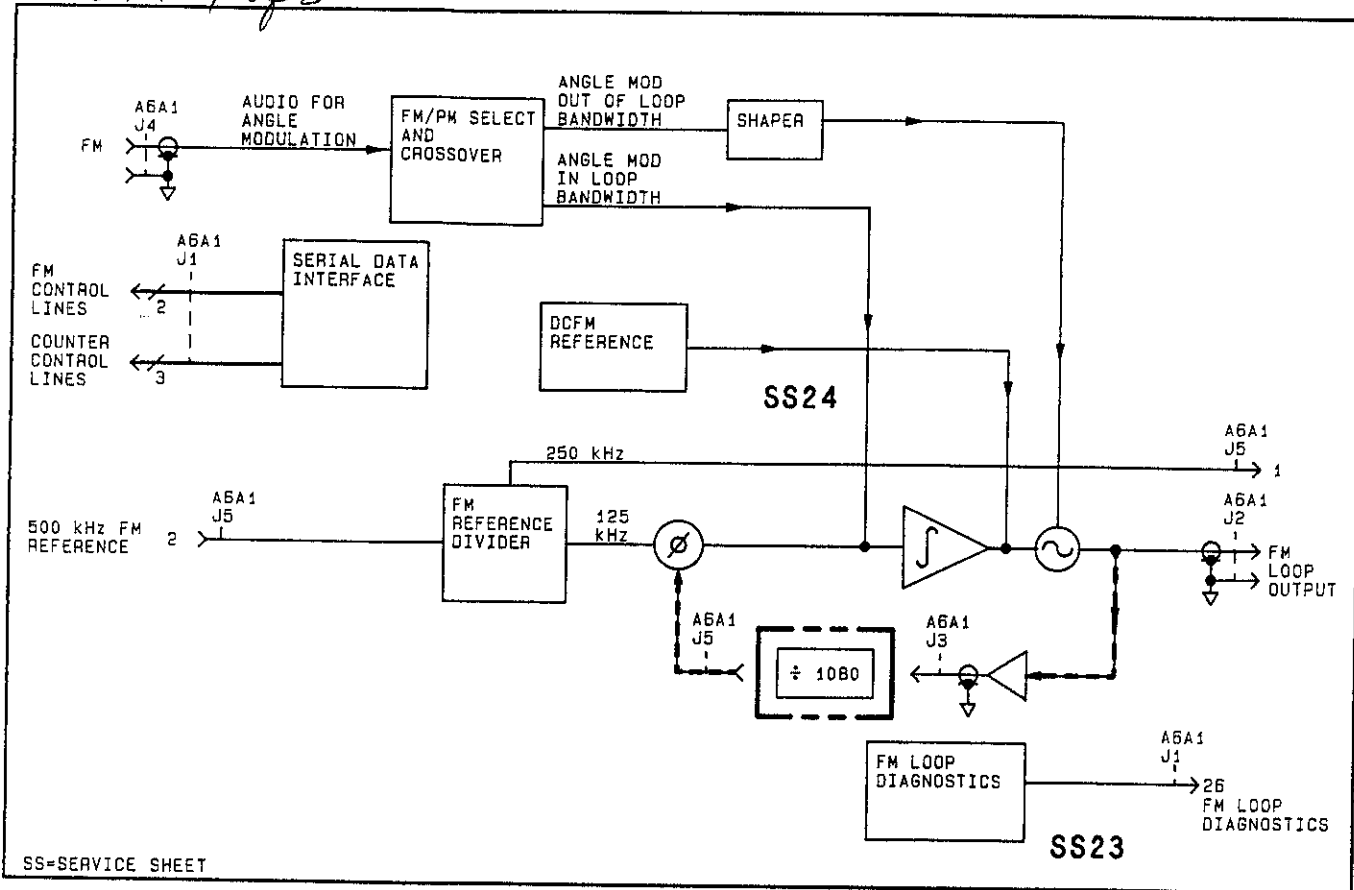 A6A1
J4
FM
AUDIO FOR
ANGLE
MODULATION
FM/PM SELECT
AND
CROSSOVER
ANGLE MOD
OUT OF LOOP
BANDWIDTH
SHAPER
ANGLE MOD
IN LOOP
BANDWIDTH
A6A1
J1
FM
CONTROL
LINES
2
COUNTER
CONTROL
LINES
3
SERIAL DATA
INTERFACE
DCFM
REFERENCE
SS24
250 kHz
A6A1
J5
1
500 kHz FM
REFERENCE
2
A6A1
J5
FM
REFERENCE
DIVIDER
125
kHz
Ø
∫
A6A1
J2
FM
LOOP
OUTPUT
A6A1
J5
÷ 1080
A6A1
J3
FM LOOP
DIAGNOSTICS
A6A1
J1
26
FM LOOP
DIAGNOSTICS
SS23
SS=SERVICE SHEET